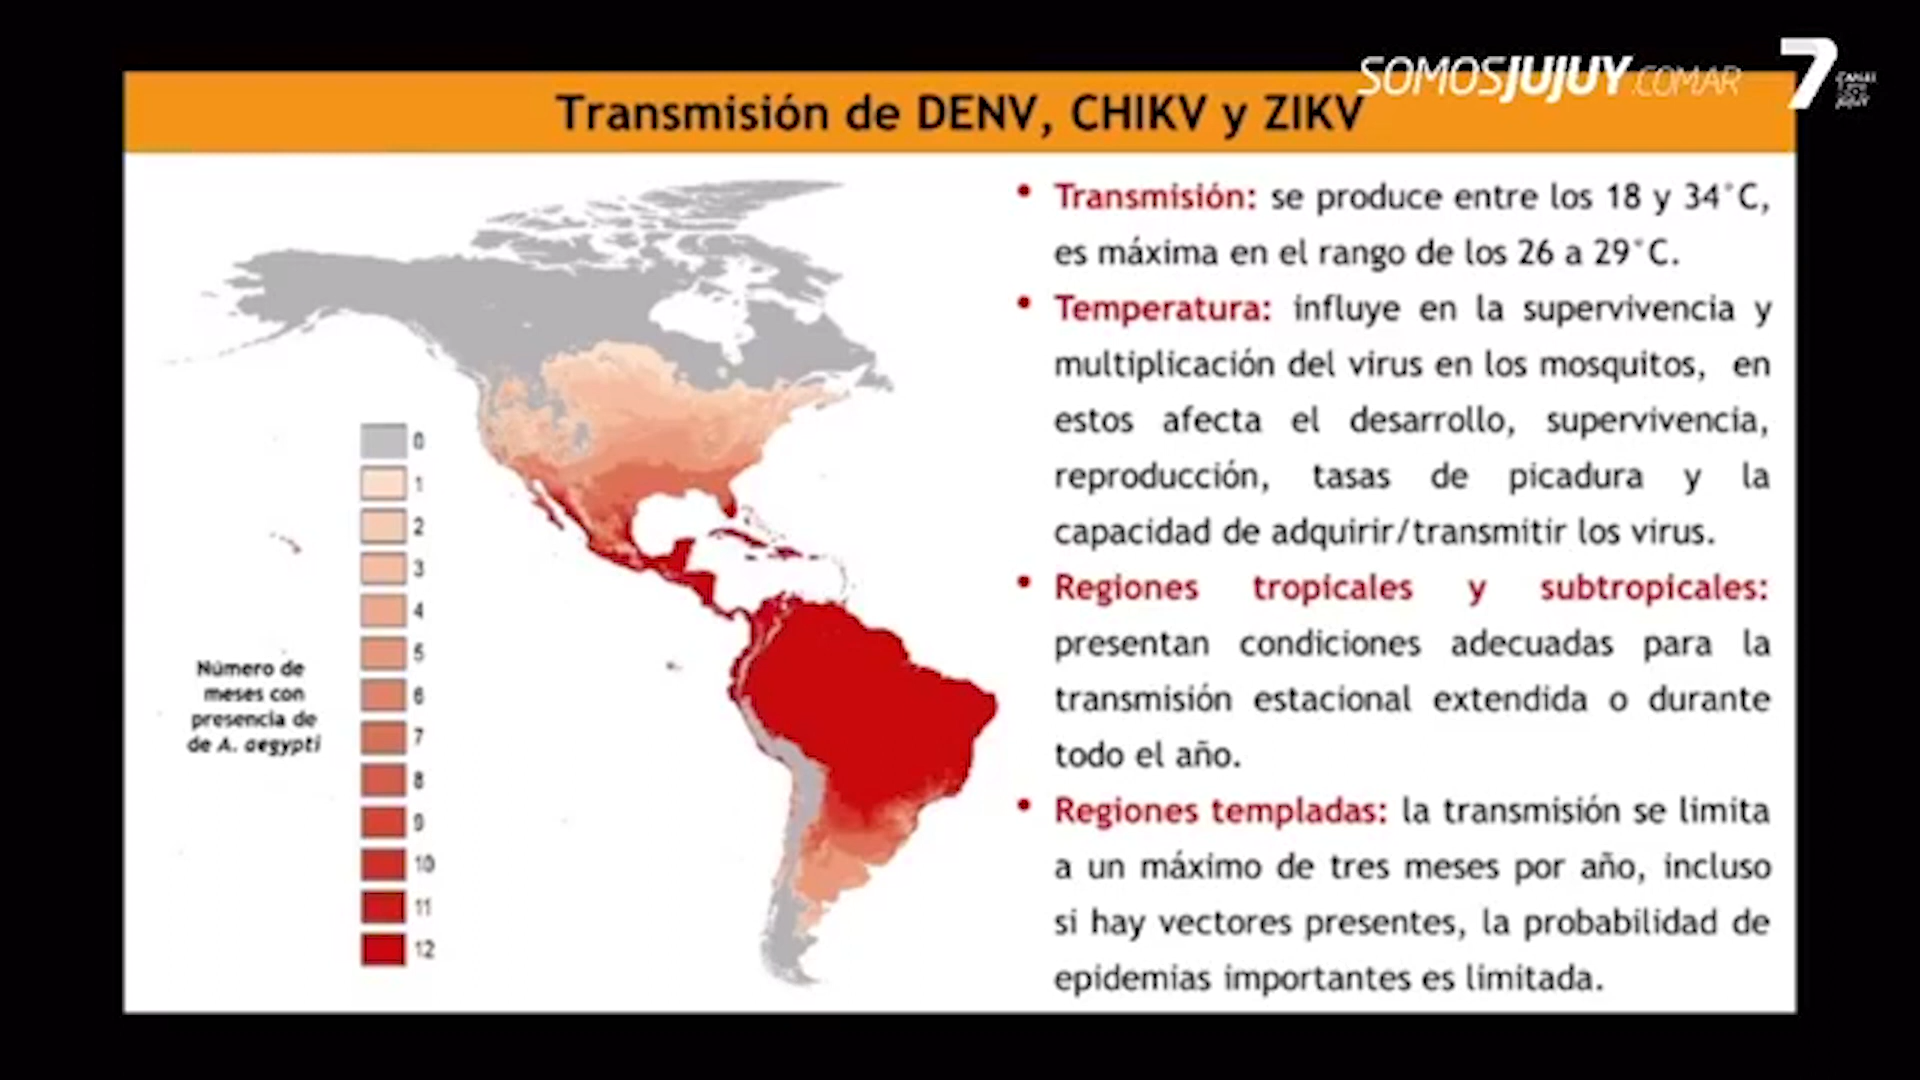 SOMOSJUJUY.COM.AR
7
Transmisión de DENV, CHIKV y ZIKV
• Transmisión: se produce entre los 18 y 34°C,
es máxima en el rango de los 26 a 29°C.
• Temperatura: influye en la supervivencia y
multiplicación del virus en los mosquitos, en
estos afecta el desarrollo, supervivencia,
reproducción, tasas de picadura y la
capacidad de adquirir/transmitir los virus.
• Regiones tropicales y subtropicales:
presentan condiciones adecuadas para la
transmisión estacional extendida o durante
todo el año.
• Regiones templadas: la transmisión se limita
a un máximo de tres meses por año, incluso
si hay vectores presentes, la probabilidad de
epidemias importantes es limitada.
Número de
meses con
presencia de
de A. aegypti
0
1
2
3
4
5
6
7
8
9
10
11
12